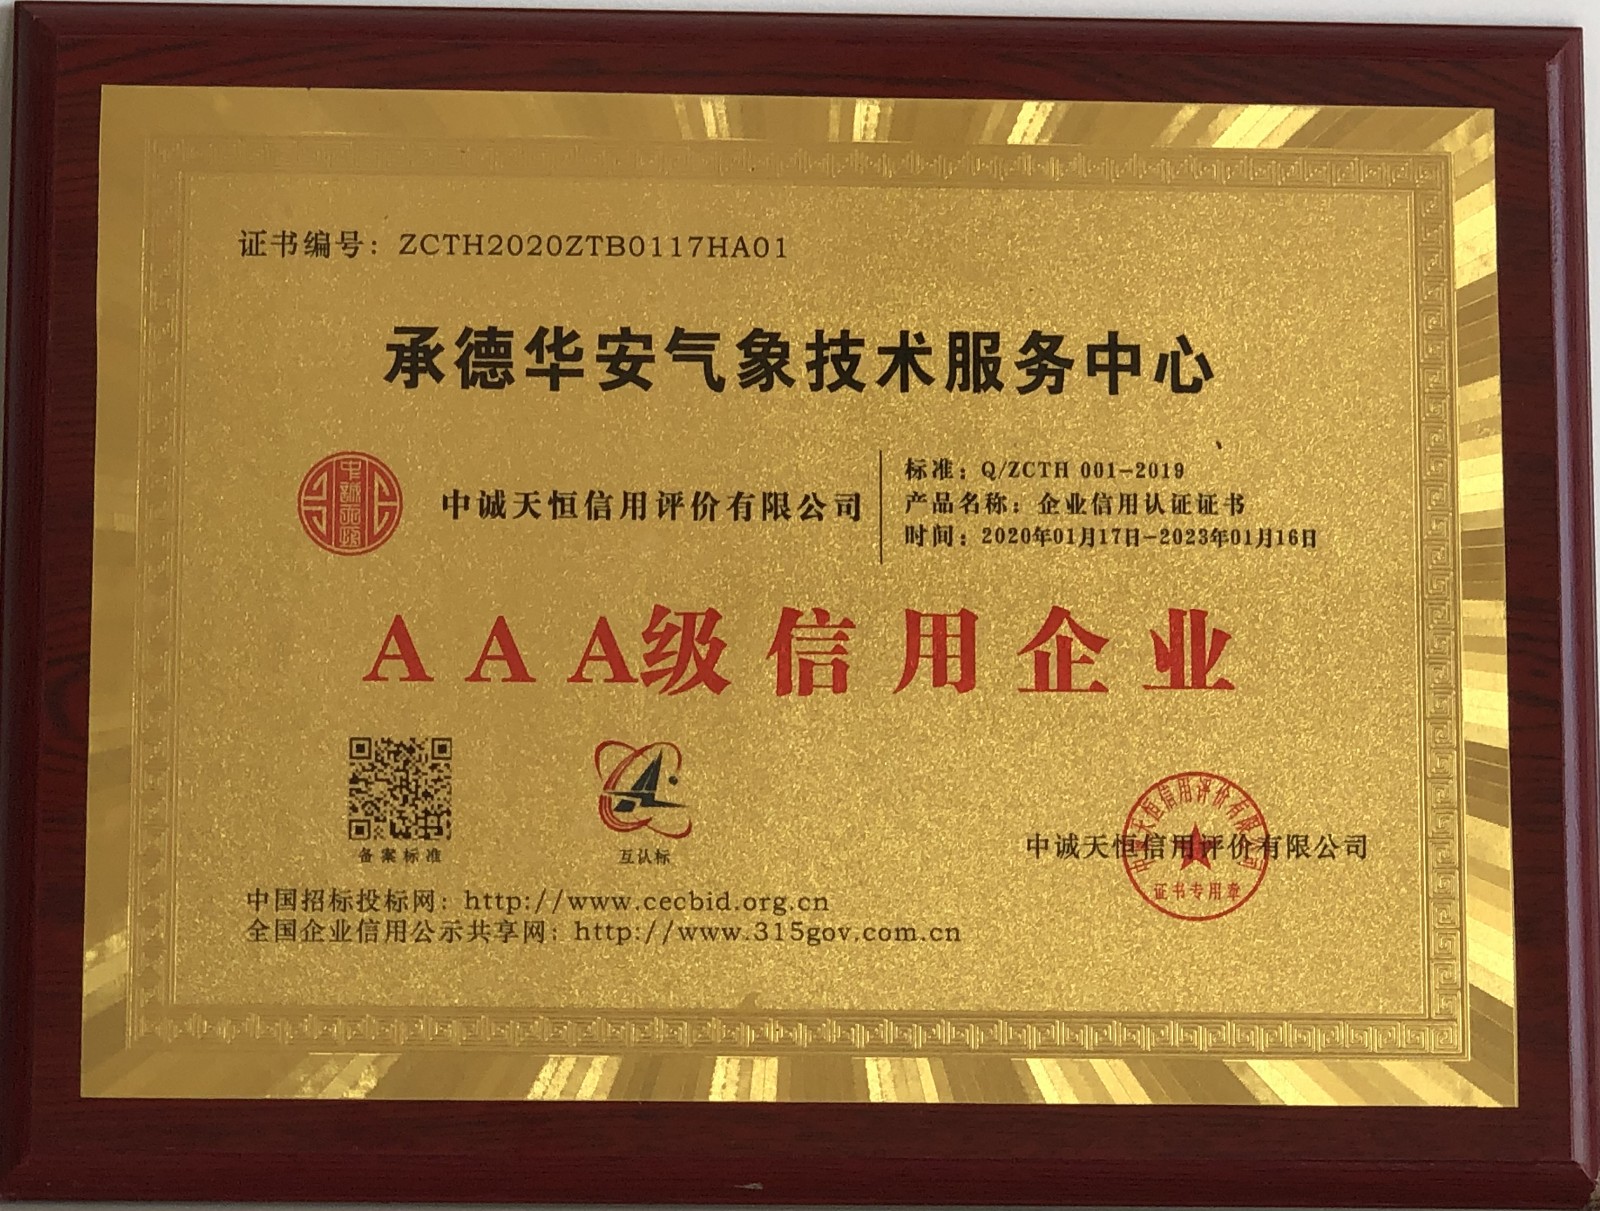 证书编号：ZCTH2020ZTB0117HA01
承德华安气象技术服务中心
中诚天恒信用评价有限公司
标准：Q/ZCTH 001-2019
产品名称：企业信用认证证书
时间：2020年01月17日-2023年01月16日
AAA级信用企业
备案标准
互认标
中诚天恒信用评价有限公司
证书专用章
中国招标投标网：http://www.cecbid.org.cn
全国企业信用公示共享网：http://www.315gov.com.cn